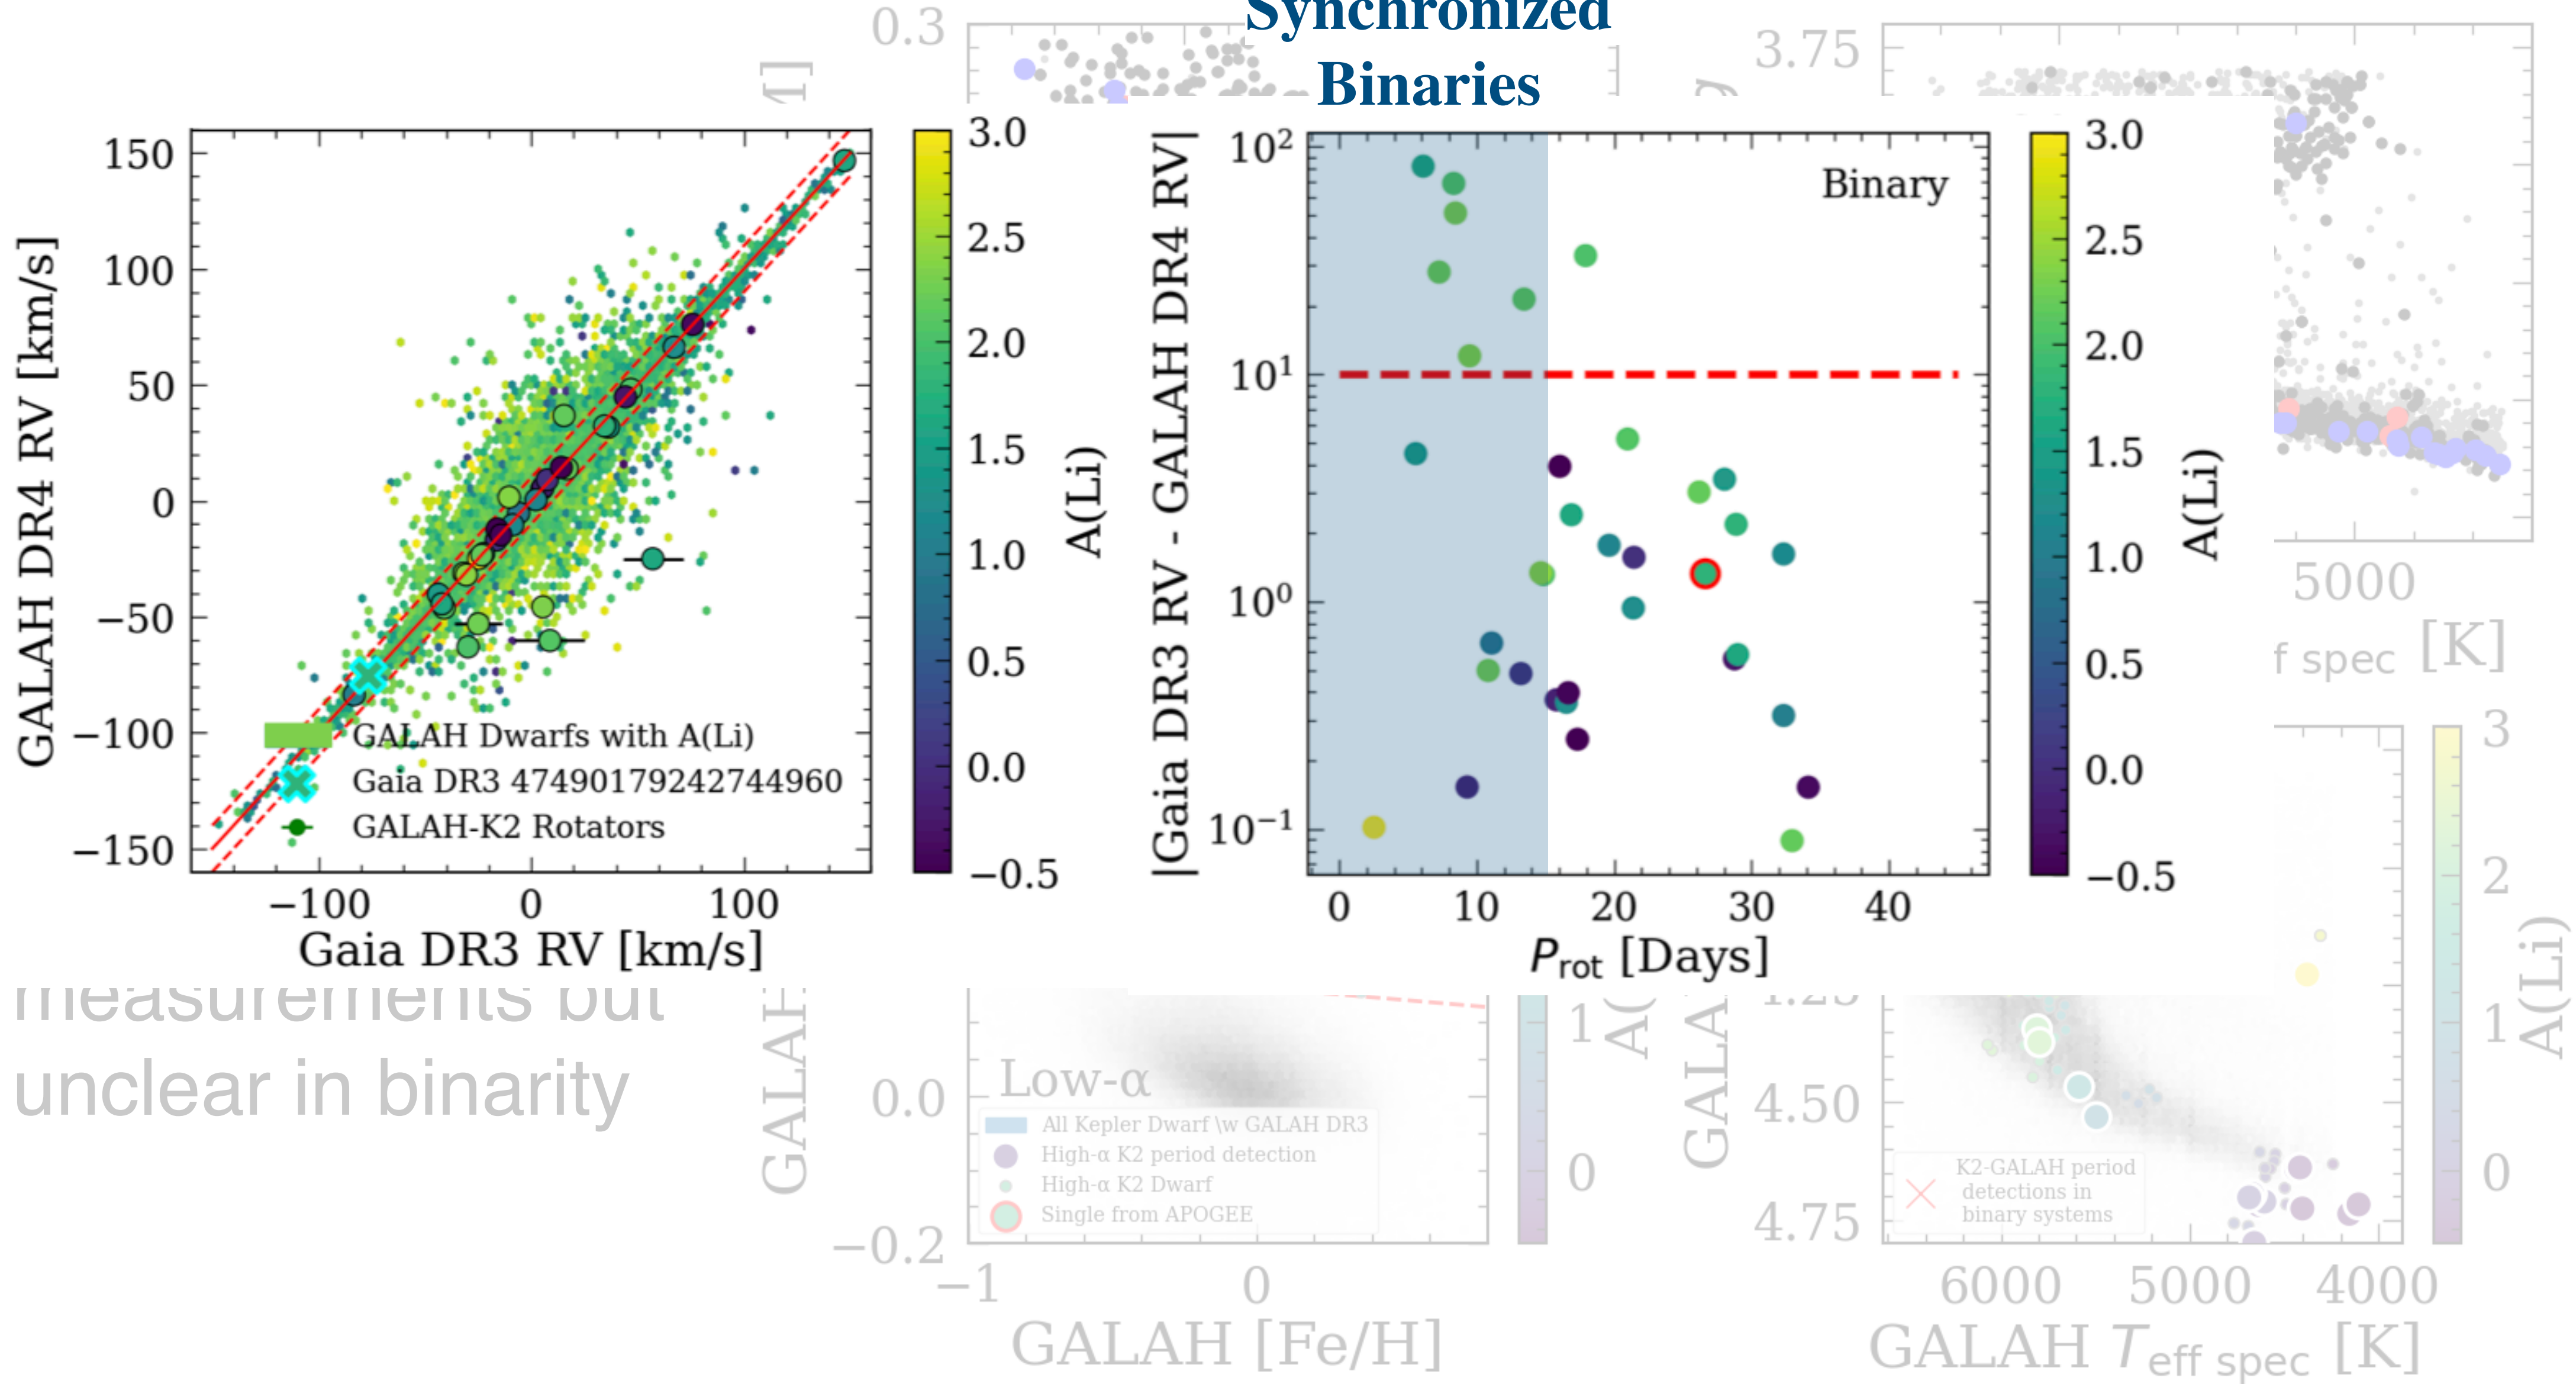 Synchronized
Binaries
0.3
3.75
GALAH DR4 RV [km/s]
150
100
50
0
−50
−100
−150
−100
0
100
Gaia DR3 RV [km/s]
GALAH Dwarfs with A(Li)
Gaia DR3 47490179242744960
GALAH-K2 Rotators
3.0
2.5
2.0
1.5
1.0
0.5
0.0
−0.5
A(Li)
|Gaia DR3 RV - GALAH DR4 RV|
10²
10¹
10⁰
10⁻¹
Binary
0
10
20
30
40
Prot [Days]
3.0
2.5
2.0
1.5
1.0
0.5
0.0
−0.5
A(Li)
5000
f spec [K]
measurements but
unclear in binarity
GALAH
0.0
−0.2
Low-α
All Kepler Dwarf \w GALAH DR3
High-α K2 period detection
High-α K2 Dwarf
Single from APOGEE
−1
0
GALAH [Fe/H]
1
0
4.25
4.50
4.75
K2-GALAH period
detections in
binary systems
6000
5000
4000
GALAH Teff spec [K]
3
2
1
0
A(Li)